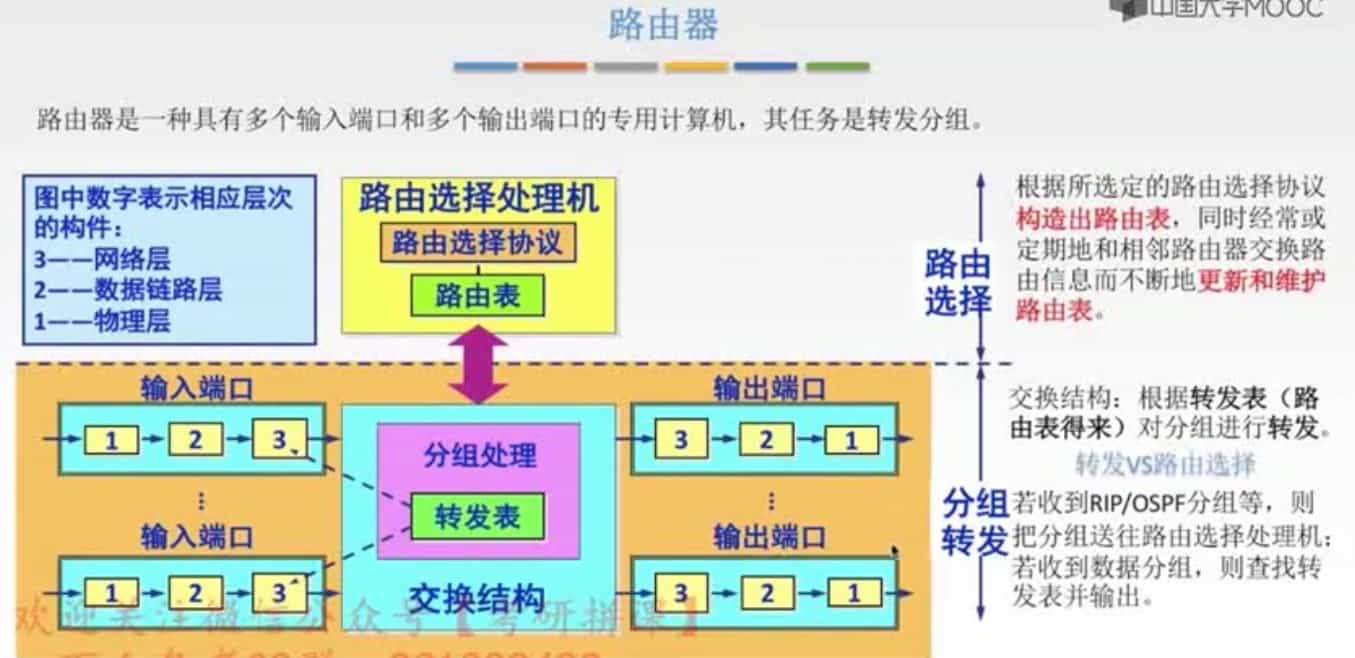 中国大学MOOC
路由器
路由器是一种具有多个输入端口和多个输出端口的专用计算机，其任务是转发分组。
图中数字表示相应层次
的构件：
3——网络层
2——数据链路层
1——物理层
路由选择处理机
路由选择协议
路由表
路由
选择
根据所选定的路由选择协议
构造出路由表，同时经常或
定期地和相邻路由器交换路
由信息而不断地更新和维护
路由表。
输入端口
1 2 3
⋮
输入端口
1 2 3
分组处理
转发表
交换结构
输出端口
3 2 1
⋮
输出端口
3 2 1
分组
转发
交换结构：根据转发表（路
由表得来）对分组进行转发。
转发VS路由选择
若收到RIP/OSPF分组等，则
把分组送往路由选择处理机；
若收到数据分组，则查找转
发表并输出。
欢迎关注微信公众号【考研拼课】